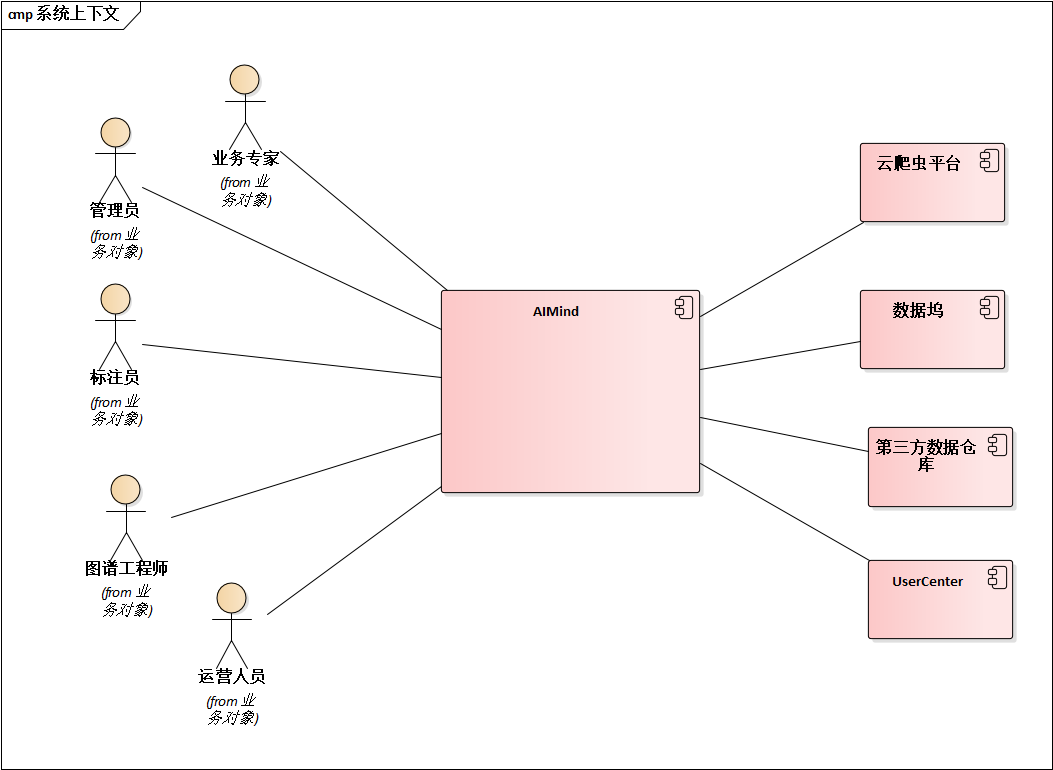 cmp 系统上下文
业务专家
(from 业
务对象)
管理员
(from 业
务对象)
标注员
(from 业
务对象)
图谱工程师
(from 业
务对象)
运营人员
(from 业
务对象)
AIMind
云爬虫平台
数据坞
第三方数据仓
库
UserCenter